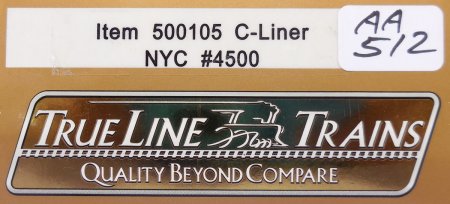 Item 500105 C-Liner
NYC #4500
AA
512
TRUE LINE TRAINS
QUALITY BEYOND COMPARE